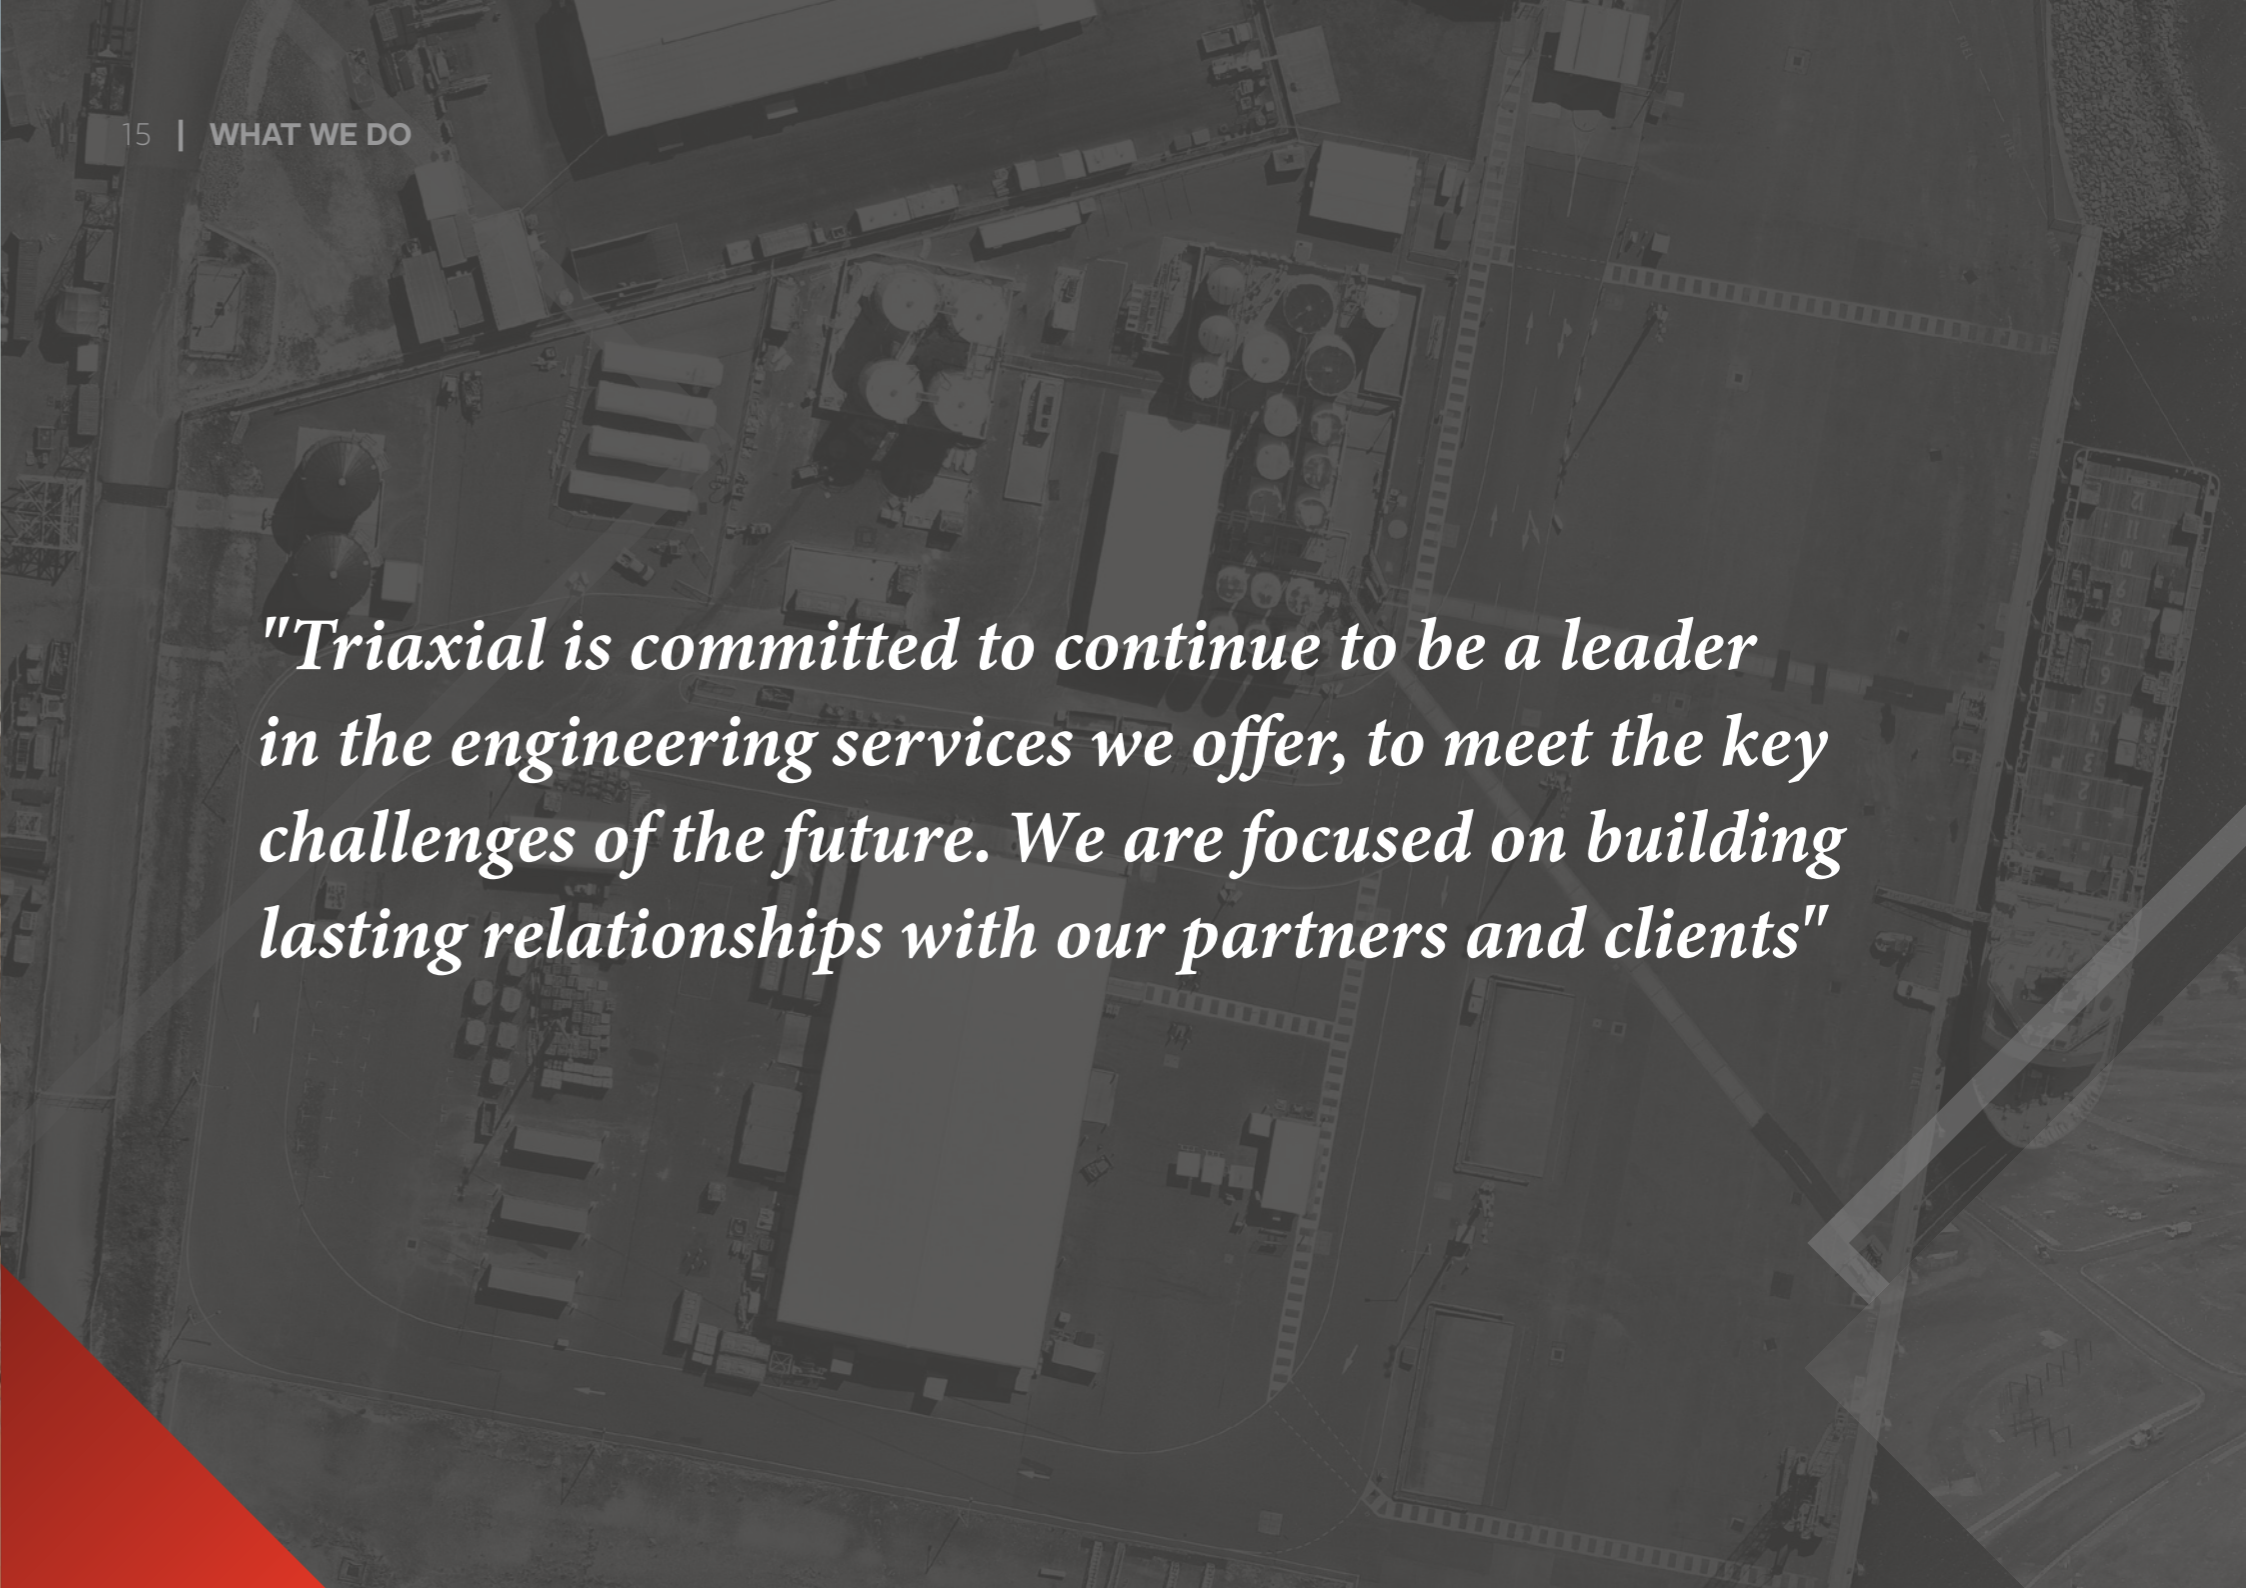 15 | WHAT WE DO
"Triaxial is committed to continue to be a leader
in the engineering services we offer, to meet the key
challenges of the future. We are focused on building
lasting relationships with our partners and clients"